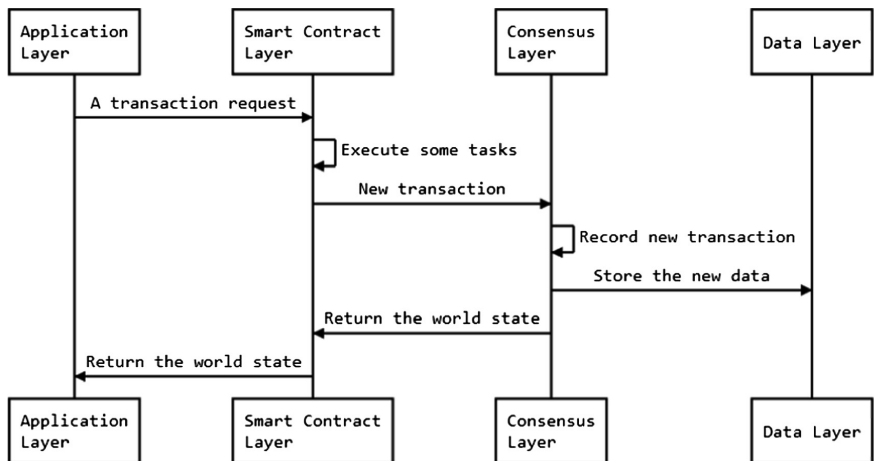 Application
Layer
Smart Contract
Layer
Consensus
Layer
Data Layer
A transaction request
Execute some tasks
New transaction
Record new transaction
Store the new data
Return the world state
Return the world state
Application
Layer
Smart Contract
Layer
Consensus
Layer
Data Layer